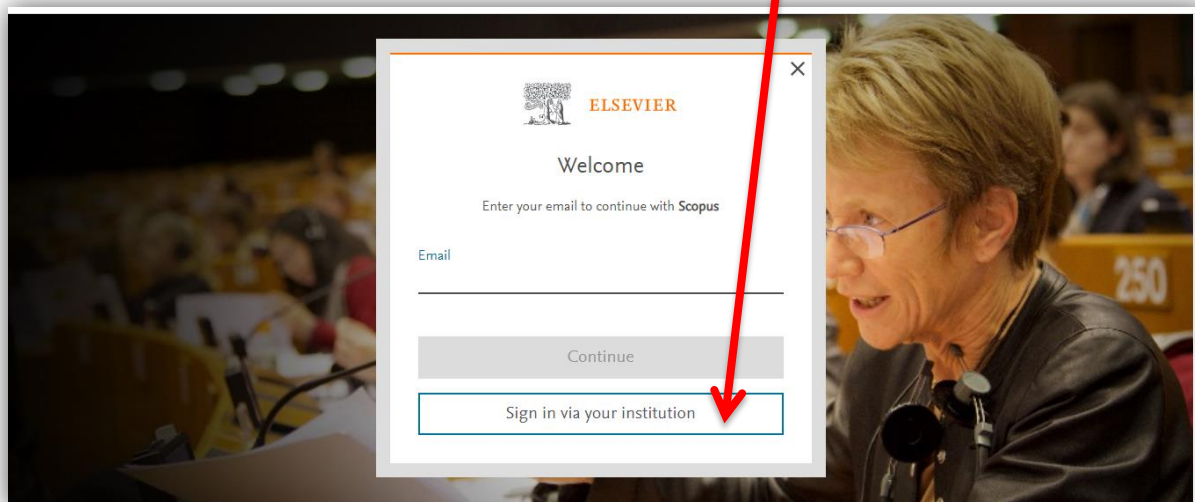 ELSEVIER
Welcome
Enter your email to continue with Scopus
Email
Continue
Sign in via your institution
250